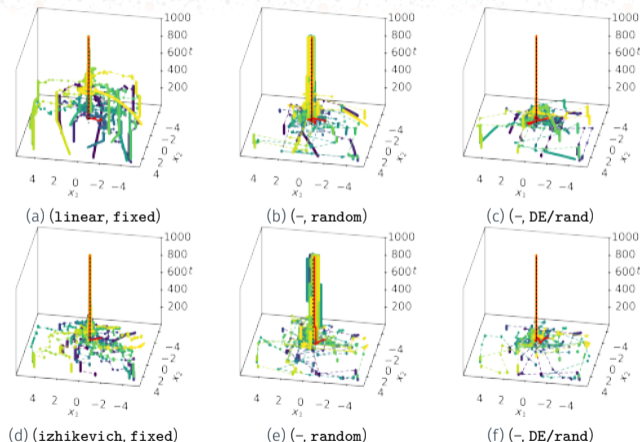 1000
800 t
600
400
200
−4
−2
0
2
4
x₂
4 2 0 −2 −4
x₁
(a) (linear, fixed)
1000
800 t
600
400
200
−4
−2
0
2
4
x₂
4 2 0 −2 −4
x₁
(b) (−, random)
1000
800 t
600
400
200
−4
−2
0
2
4
x₂
4 2 0 −2 −4
x₁
(c) (−, DE/rand)
1000
800 t
600
400
200
−4
−2
0
2
4
x₂
4 2 0 −2 −4
x₁
(d) (izhikevich, fixed)
1000
800 t
600
400
200
−4
−2
0
2
4
x₂
4 2 0 −2 −4
x₁
(e) (−, random)
1000
800 t
600
400
200
−4
−2
0
2
4
x₂
4 2 0 −2 −4
x₁
(f) (−, DE/rand)